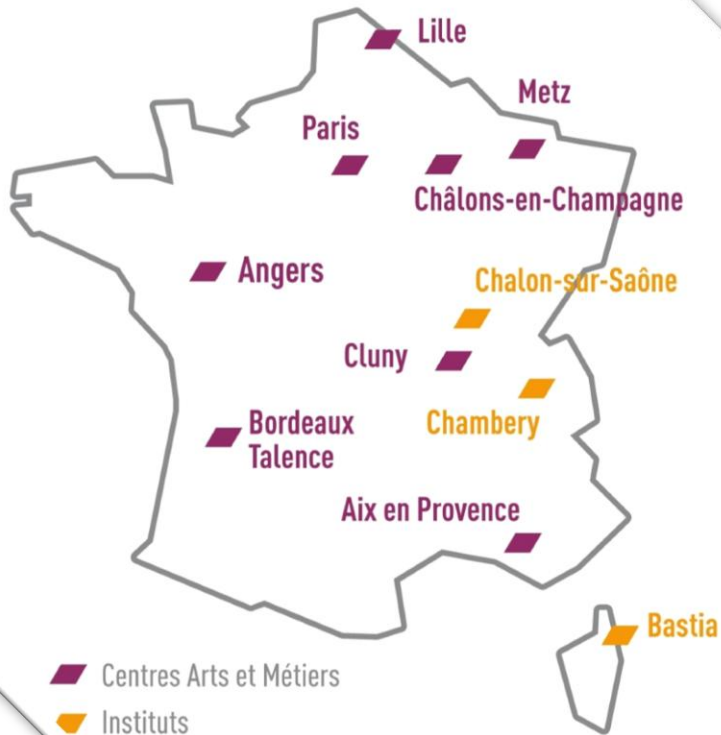 Lille
Metz
Paris
Châlons-en-Champagne
Angers
Chalon-sur-Saône
Cluny
Chambery
Bordeaux
Talence
Aix en Provence
Bastia
Centres Arts et Métiers
Instituts